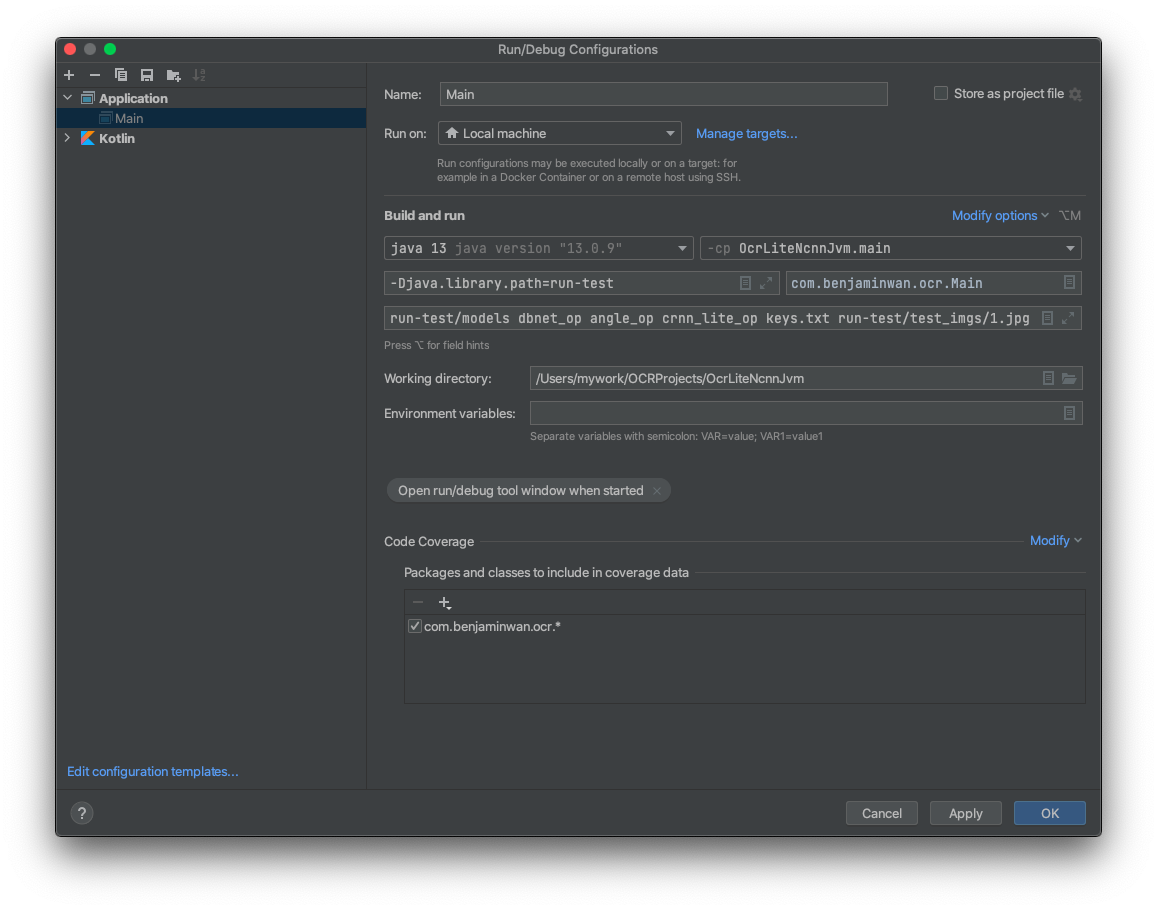 Run/Debug Configurations
Application
Main
Kotlin
Edit configuration templates...
Name: Main Store as project file
Run on: Local machine Manage targets...
Run configurations may be executed locally or on a target: for
example in a Docker Container or on a remote host using SSH.
Build and run Modify options ⌥M
java 13 java version "13.0.9" -cp OcrLiteNcnnJvm.main
-Djava.library.path=run-test com.benjaminwan.ocr.Main
run-test/models dbnet_op angle_op crnn_lite_op keys.txt run-test/test_imgs/1.jpg
Press ⌥ for field hints
Working directory: /Users/mywork/OCRProjects/OcrLiteNcnnJvm
Environment variables:
Separate variables with semicolon: VAR=value; VAR1=value1
Open run/debug tool window when started ×
Code Coverage Modify
Packages and classes to include in coverage data
com.benjaminwan.ocr.*
? Cancel Apply OK